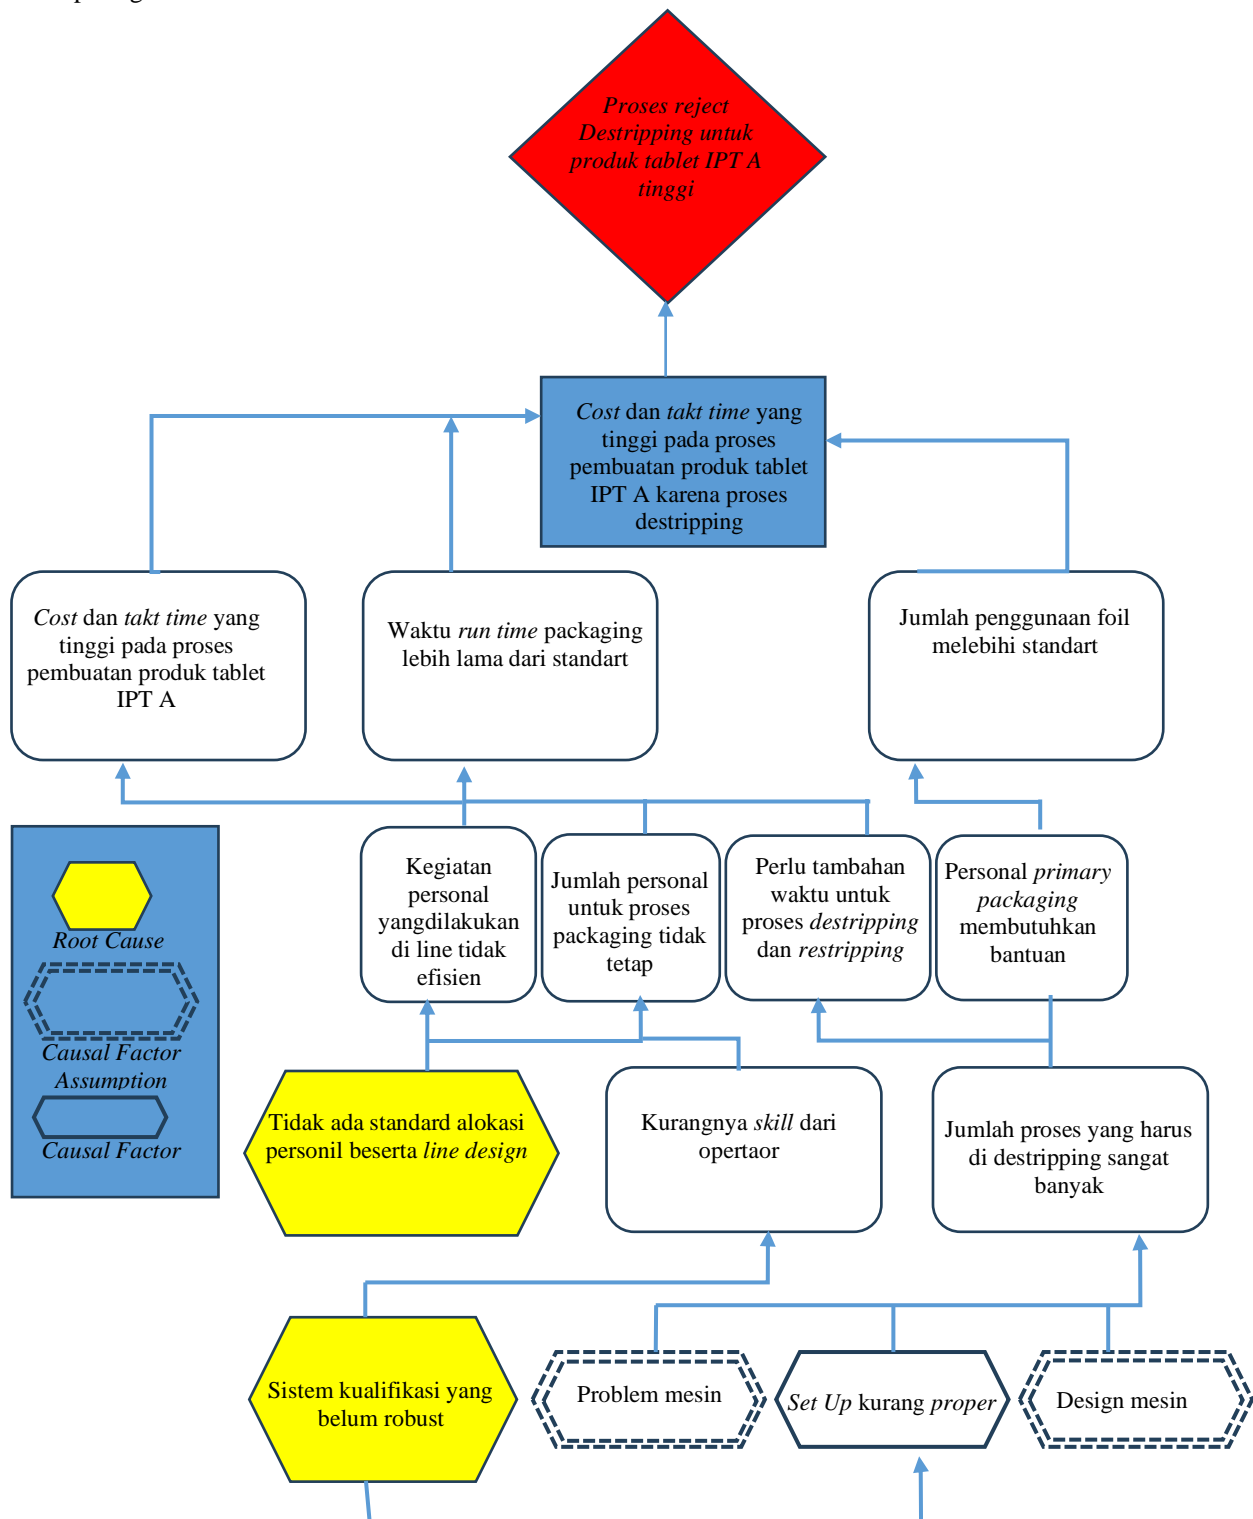 Proses reject
Destripping untuk
produk tablet IPT A
tinggi
Cost dan takt time yang
tinggi pada proses
pembuatan produk tablet
IPT A karena proses
destripping
Cost dan takt time yang
tinggi pada proses
pembuatan produk tablet
IPT A
Waktu run time packaging
lebih lama dari standart
Jumlah penggunaan foil
melebihi standart
Kegiatan
personal
yangdilakukan
di line tidak
efisien
Jumlah personal
untuk proses
packaging tidak
tetap
Perlu tambahan
waktu untuk
proses destripping
dan restripping
Personal primary
packaging
membutuhkan
bantuan
Root Cause
Causal Factor
Assumption
Causal Factor
Tidak ada standard alokasi
personil beserta line design
Kurangnya skill dari
opertaor
Jumlah proses yang harus
di destripping sangat
banyak
Sistem kualifikasi yang
belum robust
Problem mesin
Set Up kurang proper
Design mesin